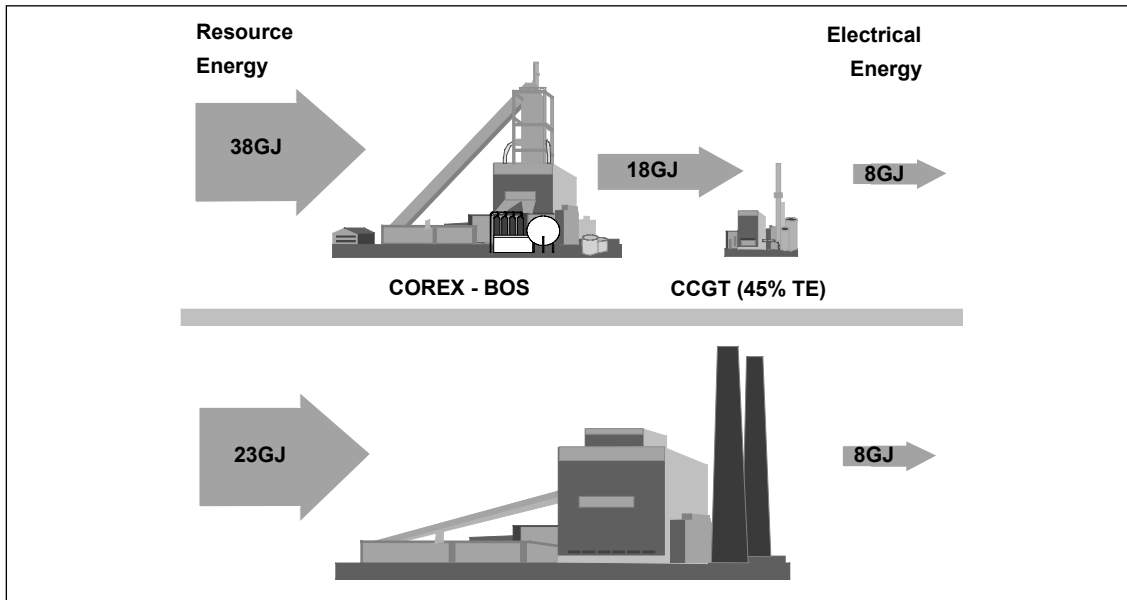 Resource
Energy
Electrical
Energy
38GJ
18GJ
8GJ
COREX - BOS
CCGT (45% TE)
23GJ
8GJ